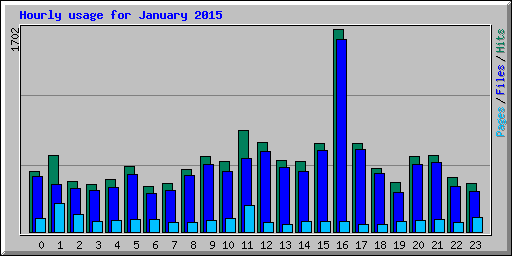 Hourly usage for January 2015
1702
Pages / Files / Hits
0 1 2 3 4 5 6 7 8 9 10 11 12 13 14 15 16 17 18 19 20 21 22 23